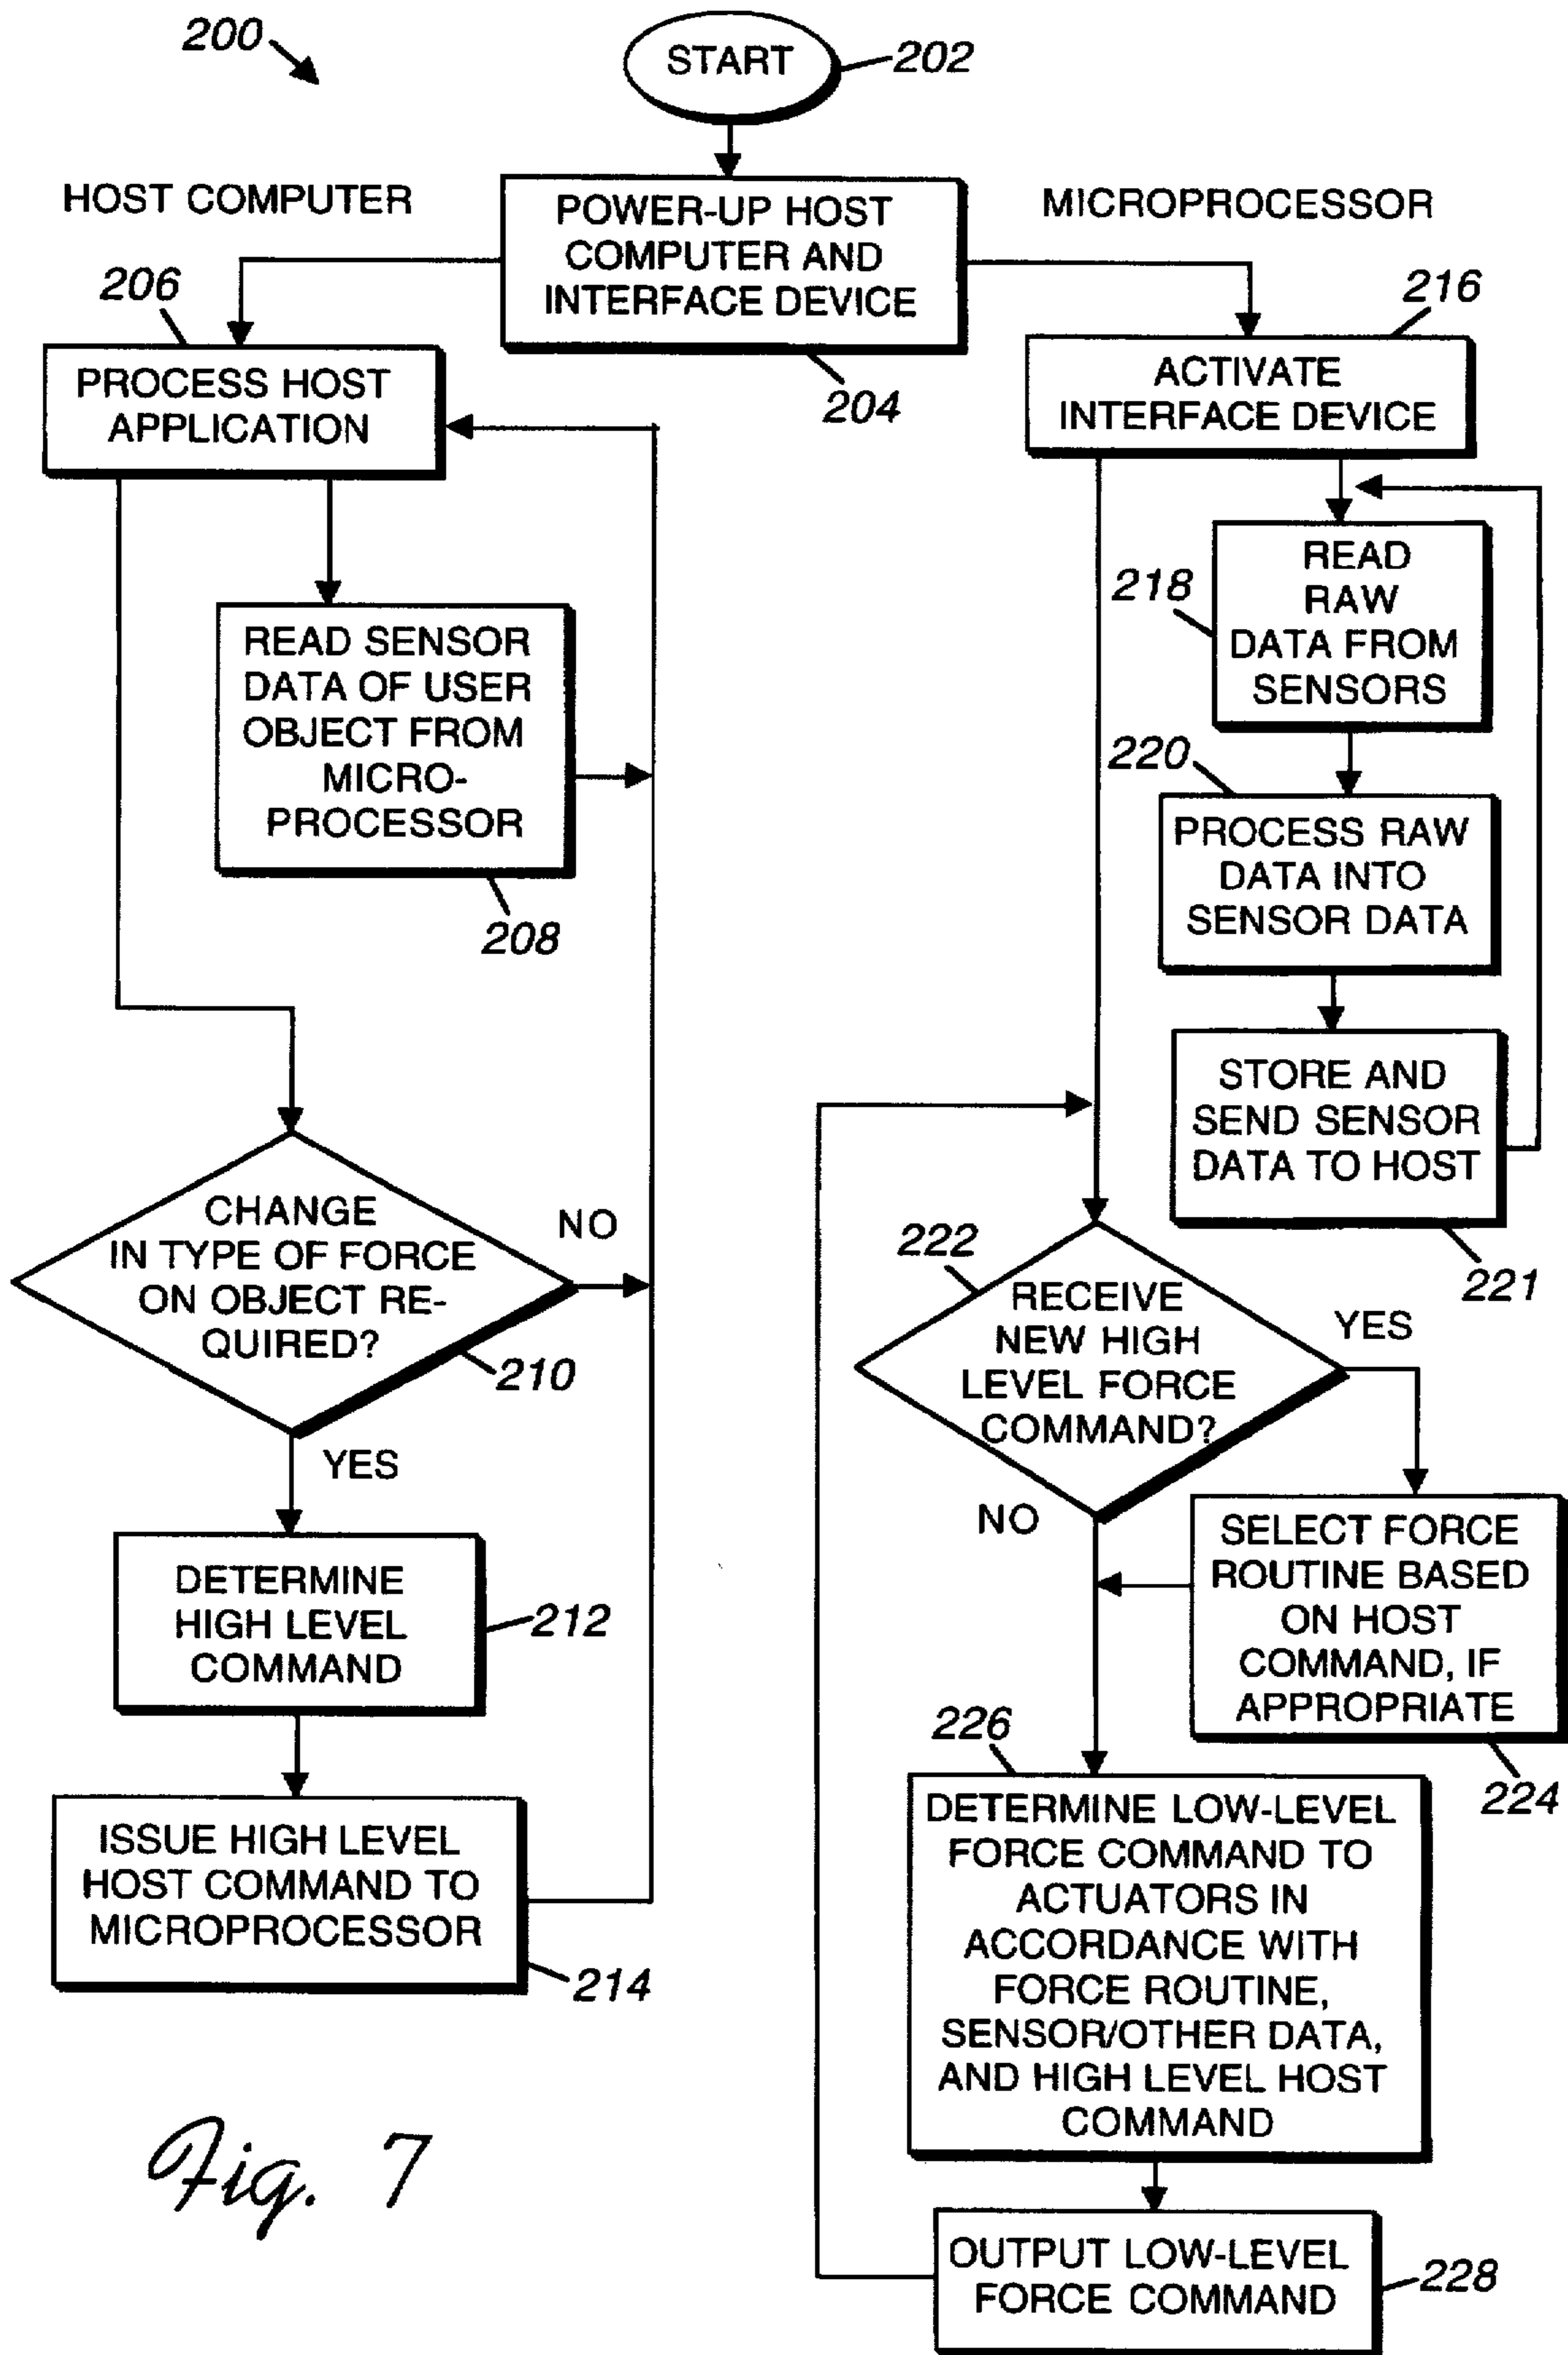 200
START
202
HOST COMPUTER
POWER-UP HOST
COMPUTER AND
INTERFACE DEVICE
204
MICROPROCESSOR
206
PROCESS HOST
APPLICATION
READ SENSOR
DATA OF USER
OBJECT FROM
MICRO-
PROCESSOR
208
CHANGE
IN TYPE OF FORCE
ON OBJECT RE-
QUIRED?
NO
210
YES
DETERMINE
HIGH LEVEL
COMMAND
212
ISSUE HIGH LEVEL
HOST COMMAND TO
MICROPROCESSOR
214
216
ACTIVATE
INTERFACE DEVICE
218
READ
RAW
DATA FROM
SENSORS
220
PROCESS RAW
DATA INTO
SENSOR DATA
STORE AND
SEND SENSOR
DATA TO HOST
221
222
RECEIVE
NEW HIGH
LEVEL FORCE
COMMAND?
YES
NO
SELECT FORCE
ROUTINE BASED
ON HOST
COMMAND, IF
APPROPRIATE
224
226
DETERMINE LOW-LEVEL
FORCE COMMAND TO
ACTUATORS IN
ACCORDANCE WITH
FORCE ROUTINE,
SENSOR/OTHER DATA,
AND HIGH LEVEL HOST
COMMAND
OUTPUT LOW-LEVEL
FORCE COMMAND
228
Fig. 7